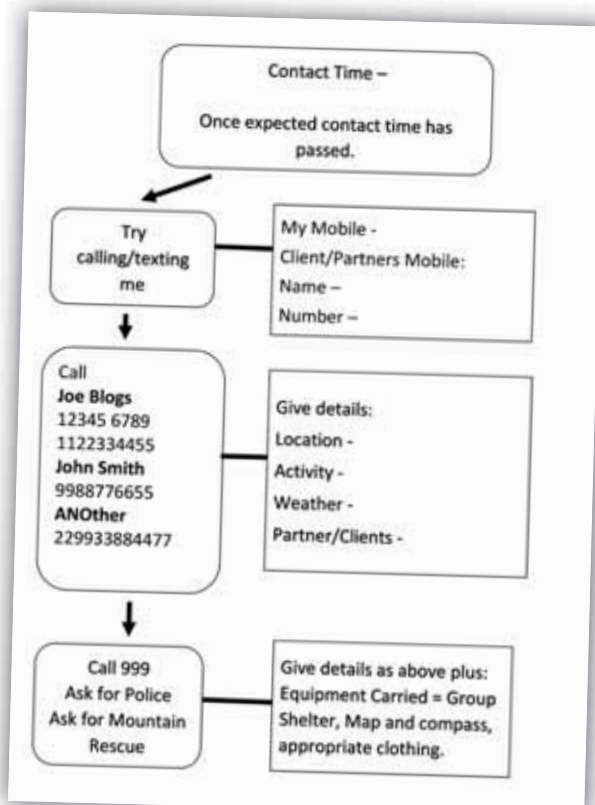 Contact Time –
Once expected contact time has
passed.
Try
calling/texting
me
My Mobile -
Client/Partners Mobile:
Name –
Number –
Call
Joe Blogs
12345 6789
1122334455
John Smith
9988776655
ANOther
229933884477
Give details:
Location -
Activity -
Weather -
Partner/Clients -
Call 999
Ask for Police
Ask for Mountain
Rescue
Give details as above plus:
Equipment Carried = Group
Shelter, Map and compass,
appropriate clothing.